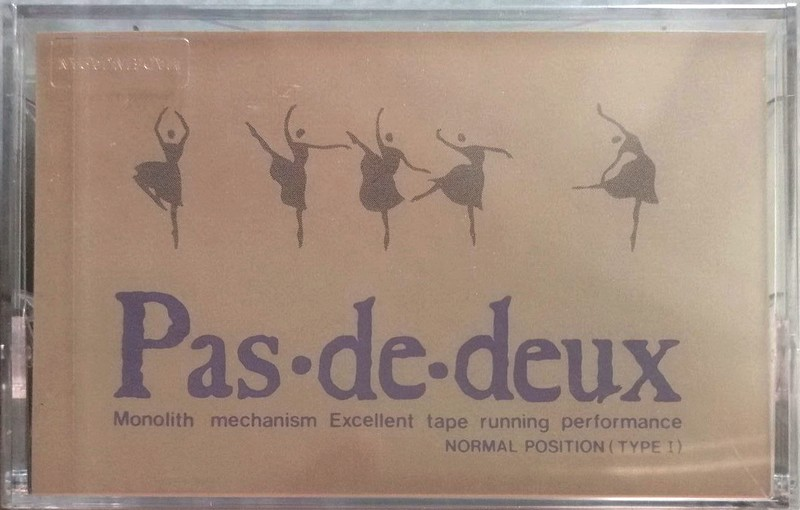 Pas•de•deux
Monolith mechanism Excellent tape running performance
NORMAL POSITION (TYPE I)